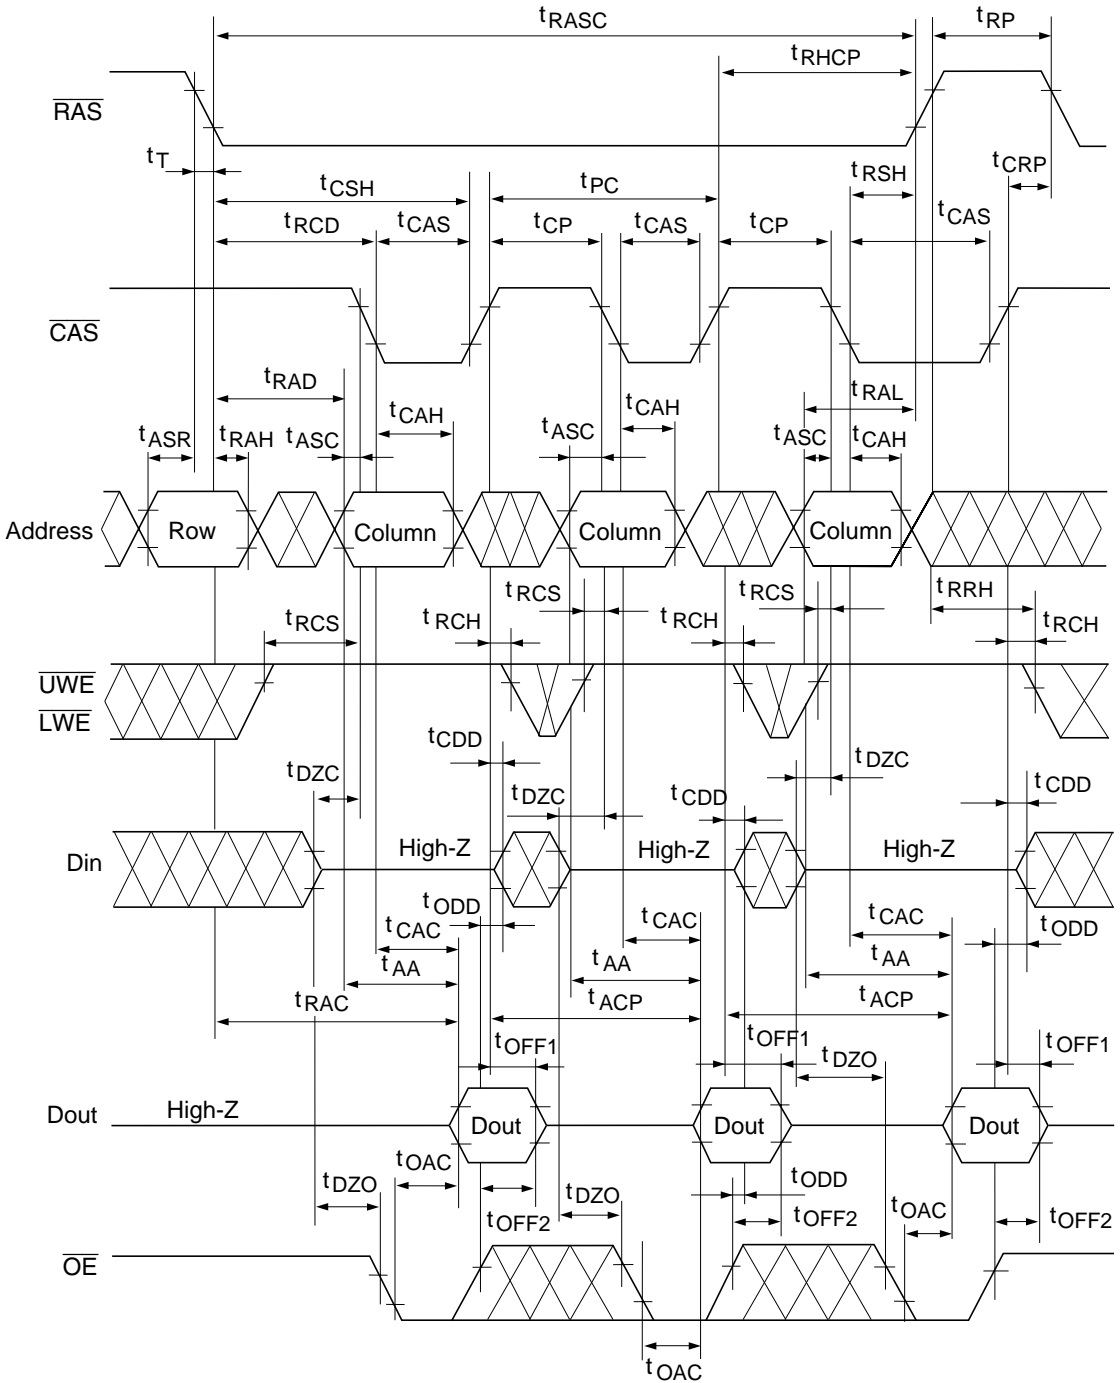 tRASC tRP
tRHCP
RAS
tT tCRP
tCSH tPC tRSH
tRCD tCAS tCP tCAS tCP tCAS
CAS
tRAD tRAL
tCAH tCAH
tASR tRAH tASC tASC tASC tCAH
Address Row Column Column Column
tRCS tRCS tRRH
tRCS tRCH tRCH tRCH
UWE
LWE
tCDD
tDZC tDZC
tDZC tCDD tCDD
Din High-Z High-Z High-Z
tODD
tCAC tCAC tCAC tODD
tAA tAA tAA
tRAC tACP tACP
tOFF1 tOFF1 tOFF1
tDZO
Dout High-Z Dout Dout Dout
tOAC
tDZO tDZO tODD
tOAC
tOFF2 tOFF2 tOFF2
OE
tOAC